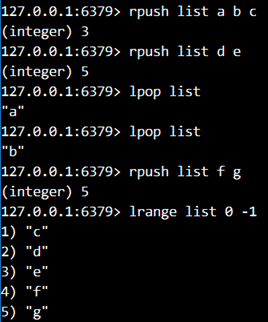 127.0.0.1:6379> rpush list a b c
(integer) 3
127.0.0.1:6379> rpush list d e
(integer) 5
127.0.0.1:6379> lpop list
"a"
127.0.0.1:6379> lpop list
"b"
127.0.0.1:6379> rpush list f g
(integer) 5
127.0.0.1:6379> lrange list 0 -1
1) "c"
2) "d"
3) "e"
4) "f"
5) "g"